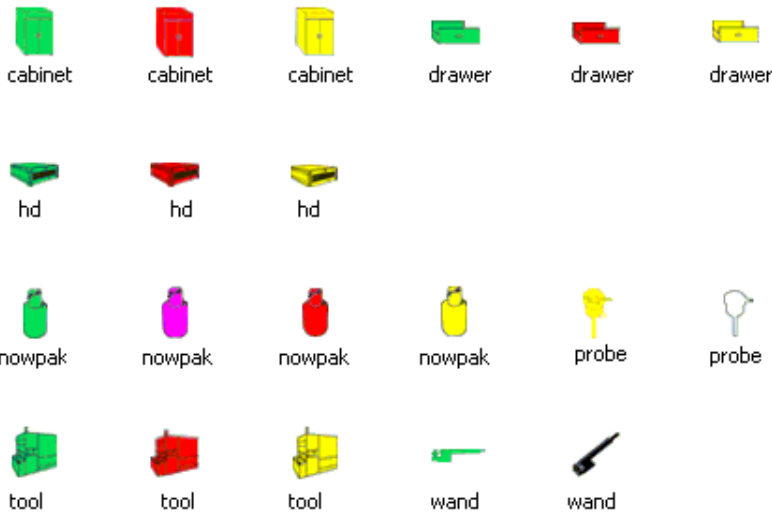 cabinet cabinet cabinet drawer drawer drawer
hd hd hd
nowpak nowpak nowpak nowpak probe probe
tool tool tool wand wand